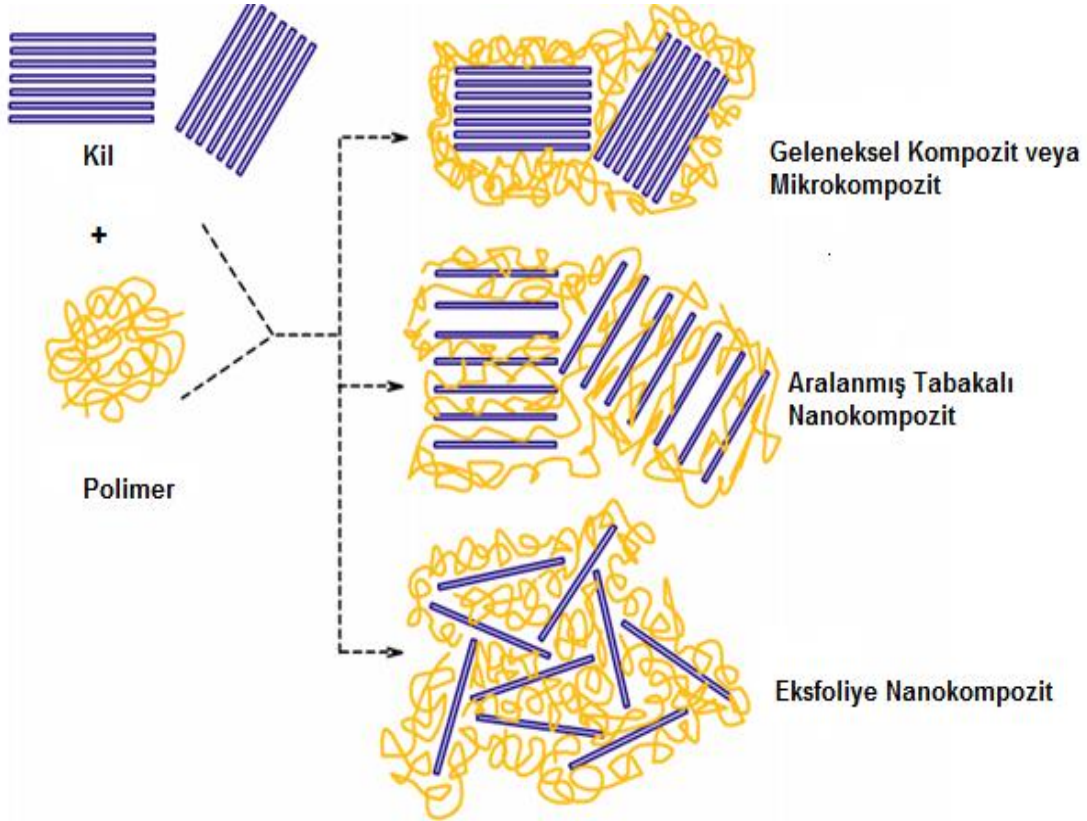 Kil
+
Polimer
Geleneksel Kompozit veya
Mikrokompozit
Aralanmış Tabakalı
Nanokompozit
Eksfoliye Nanokompozit